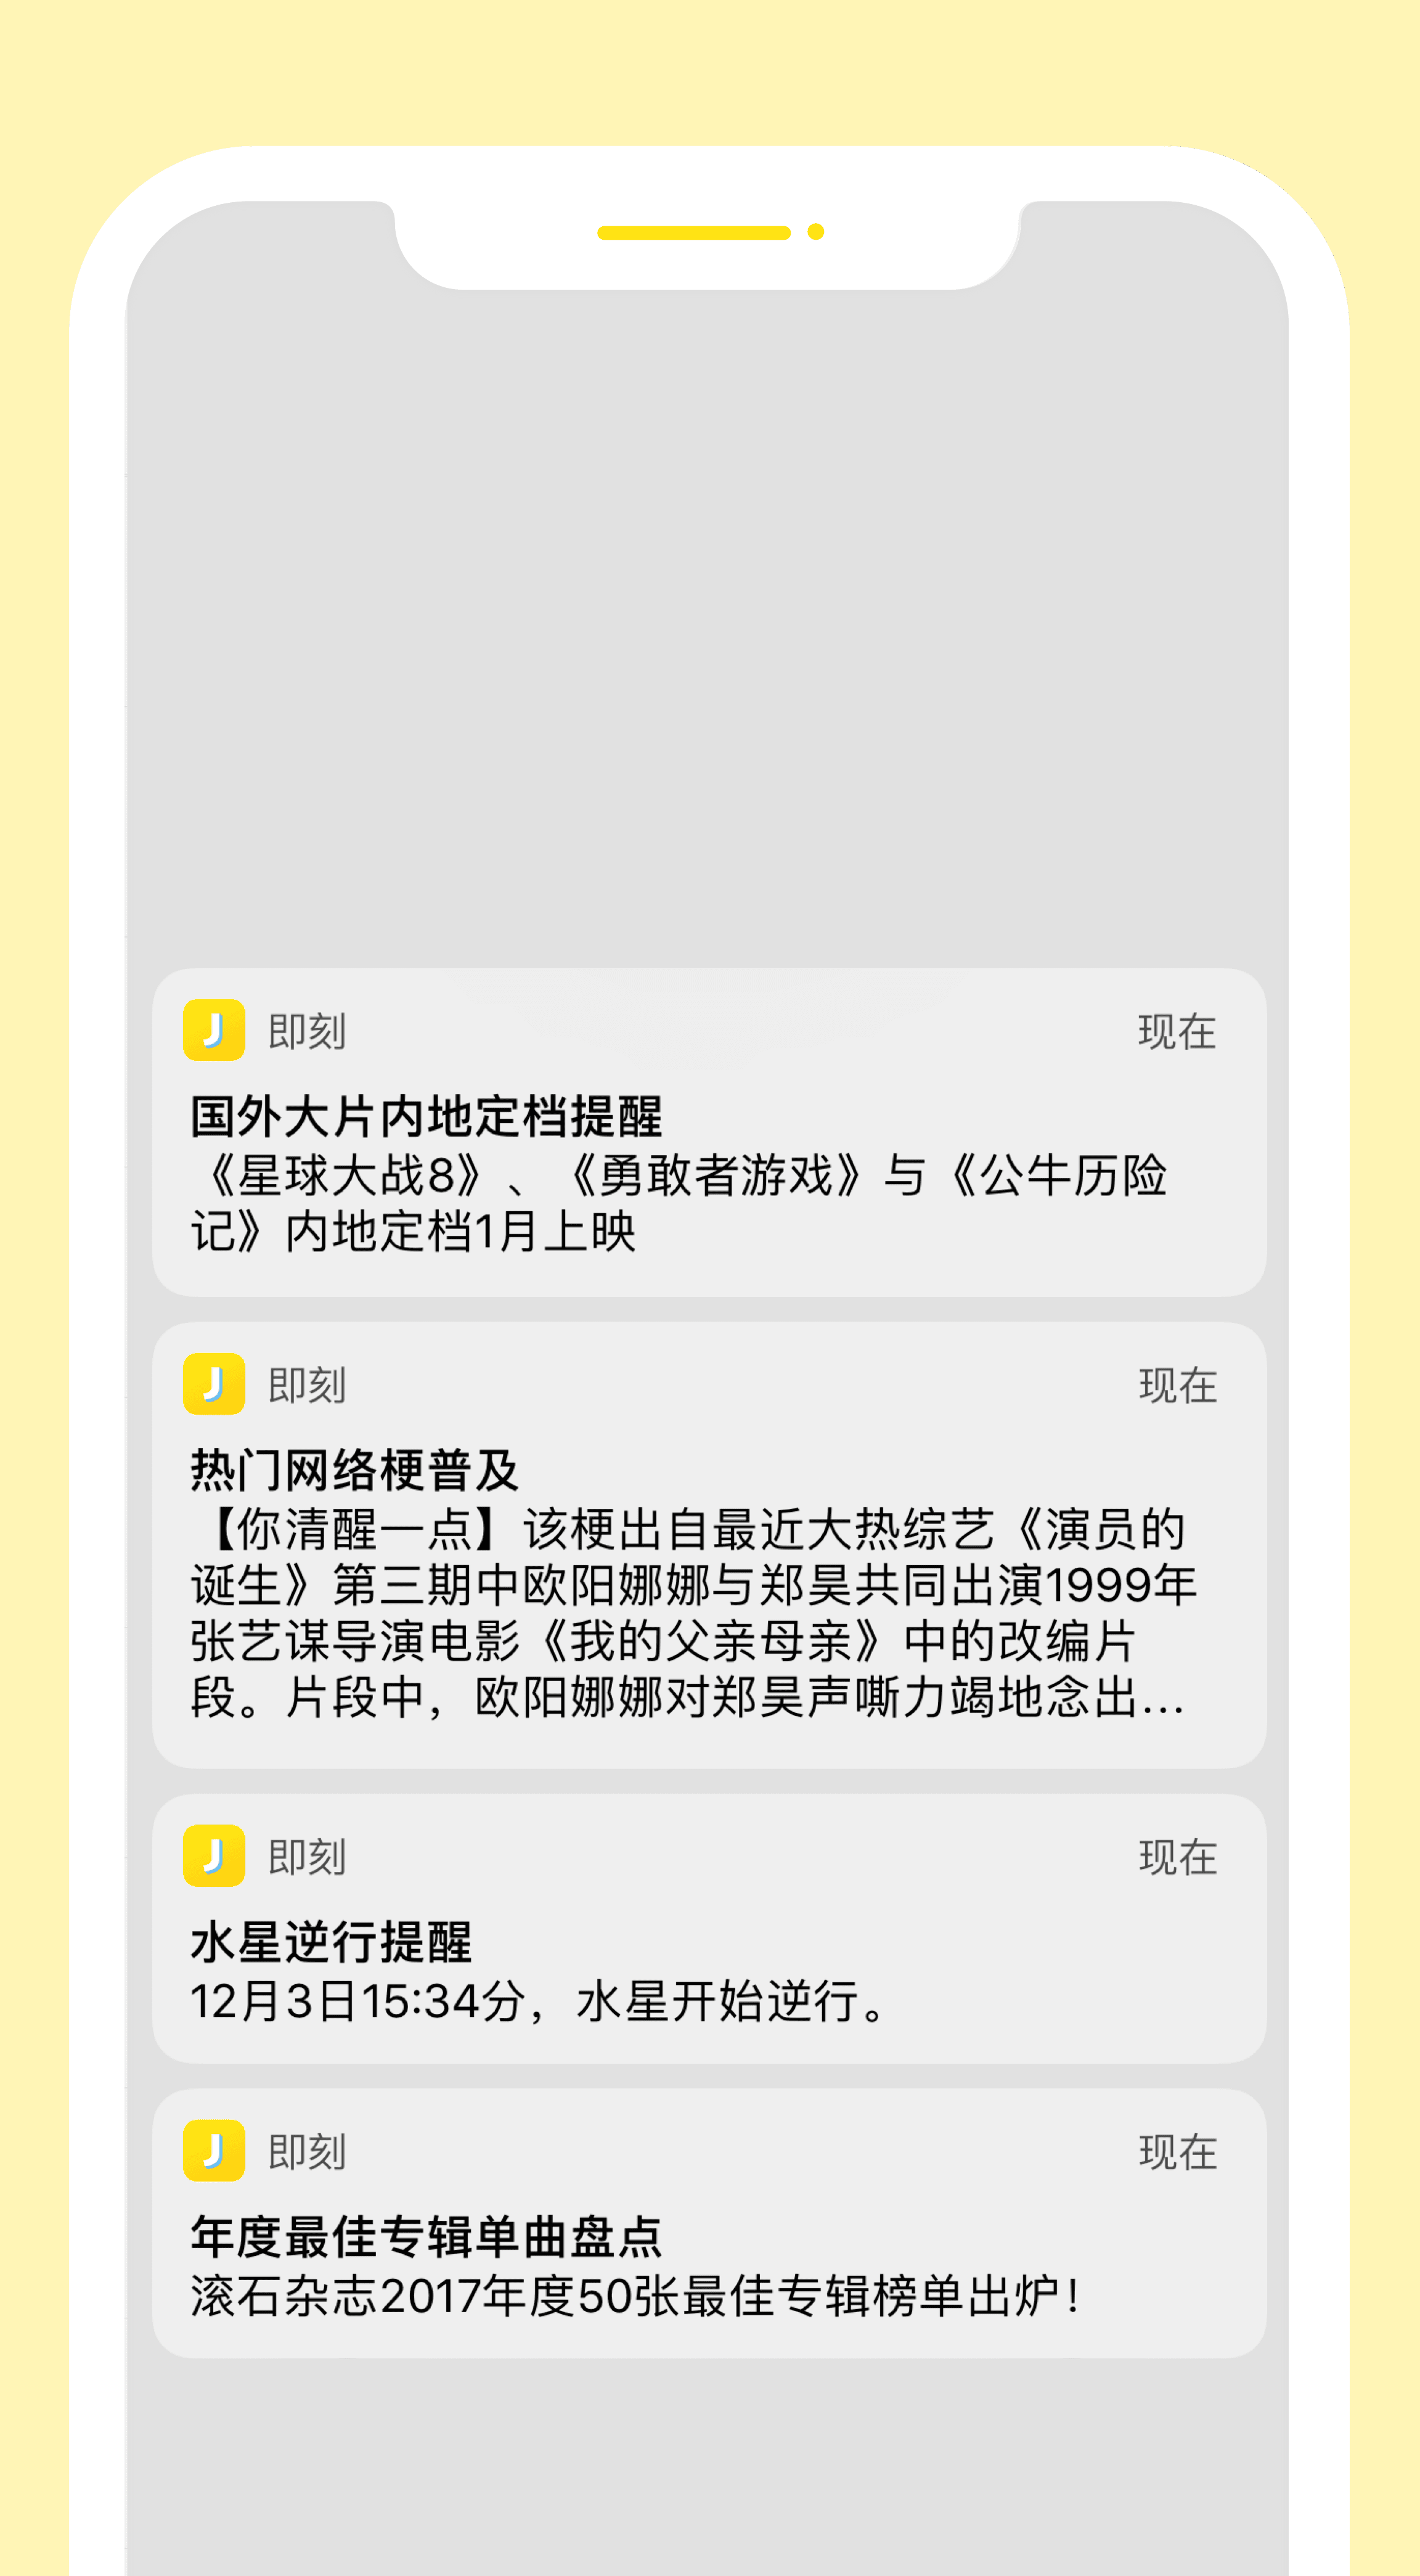 即刻 现在
国外大片内地定档提醒
《星球大战8》、《勇敢者游戏》与《公牛历险
记》内地定档1月上映
即刻 现在
热门网络梗普及
【你清醒一点】该梗出自最近大热综艺《演员的
诞生》第三期中欧阳娜娜与郑昊共同出演1999年
张艺谋导演电影《我的父亲母亲》中的改编片
段。片段中，欧阳娜娜对郑昊声嘶力竭地念出...
即刻 现在
水星逆行提醒
12月3日15:34分，水星开始逆行。
即刻 现在
年度最佳专辑单曲盘点
滚石杂志2017年度50张最佳专辑榜单出炉！